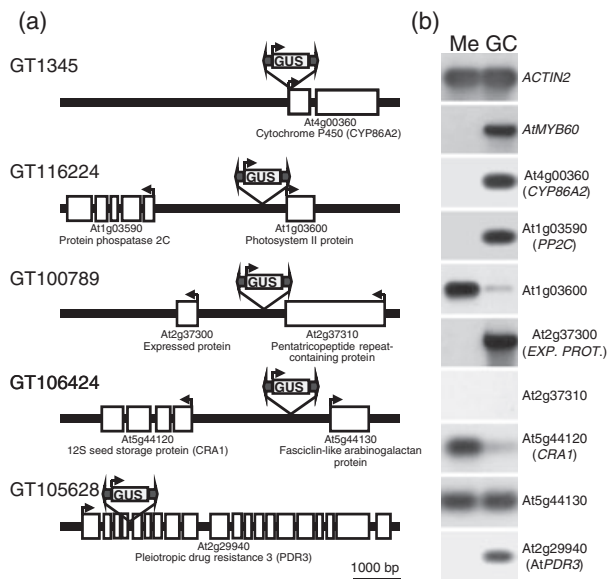 (a)
GT1345
GUS
At4g00360
Cytochrome P450 (CYP86A2)
GT116224
GUS
At1g03590
Protein phospatase 2C
At1g03600
Photosystem II protein
GT100789
GUS
At2g37300
Expressed protein
At2g37310
Pentatricopeptide repeat-
containing protein
GT106424
GUS
At5g44120
12S seed storage protein (CRA1)
At5g44130
Fasciclin-like arabinogalactan
protein
GT105628
GUS
At2g29940
Pleiotropic drug resistance 3 (PDR3)
1000 bp
(b)
Me GC
ACTIN2
AtMYB60
At4g00360
(CYP86A2)
At1g03590
(PP2C)
At1g03600
At2g37300
(EXP. PROT.)
At2g37310
At5g44120
(CRA1)
At5g44130
At2g29940
(AtPDR3)